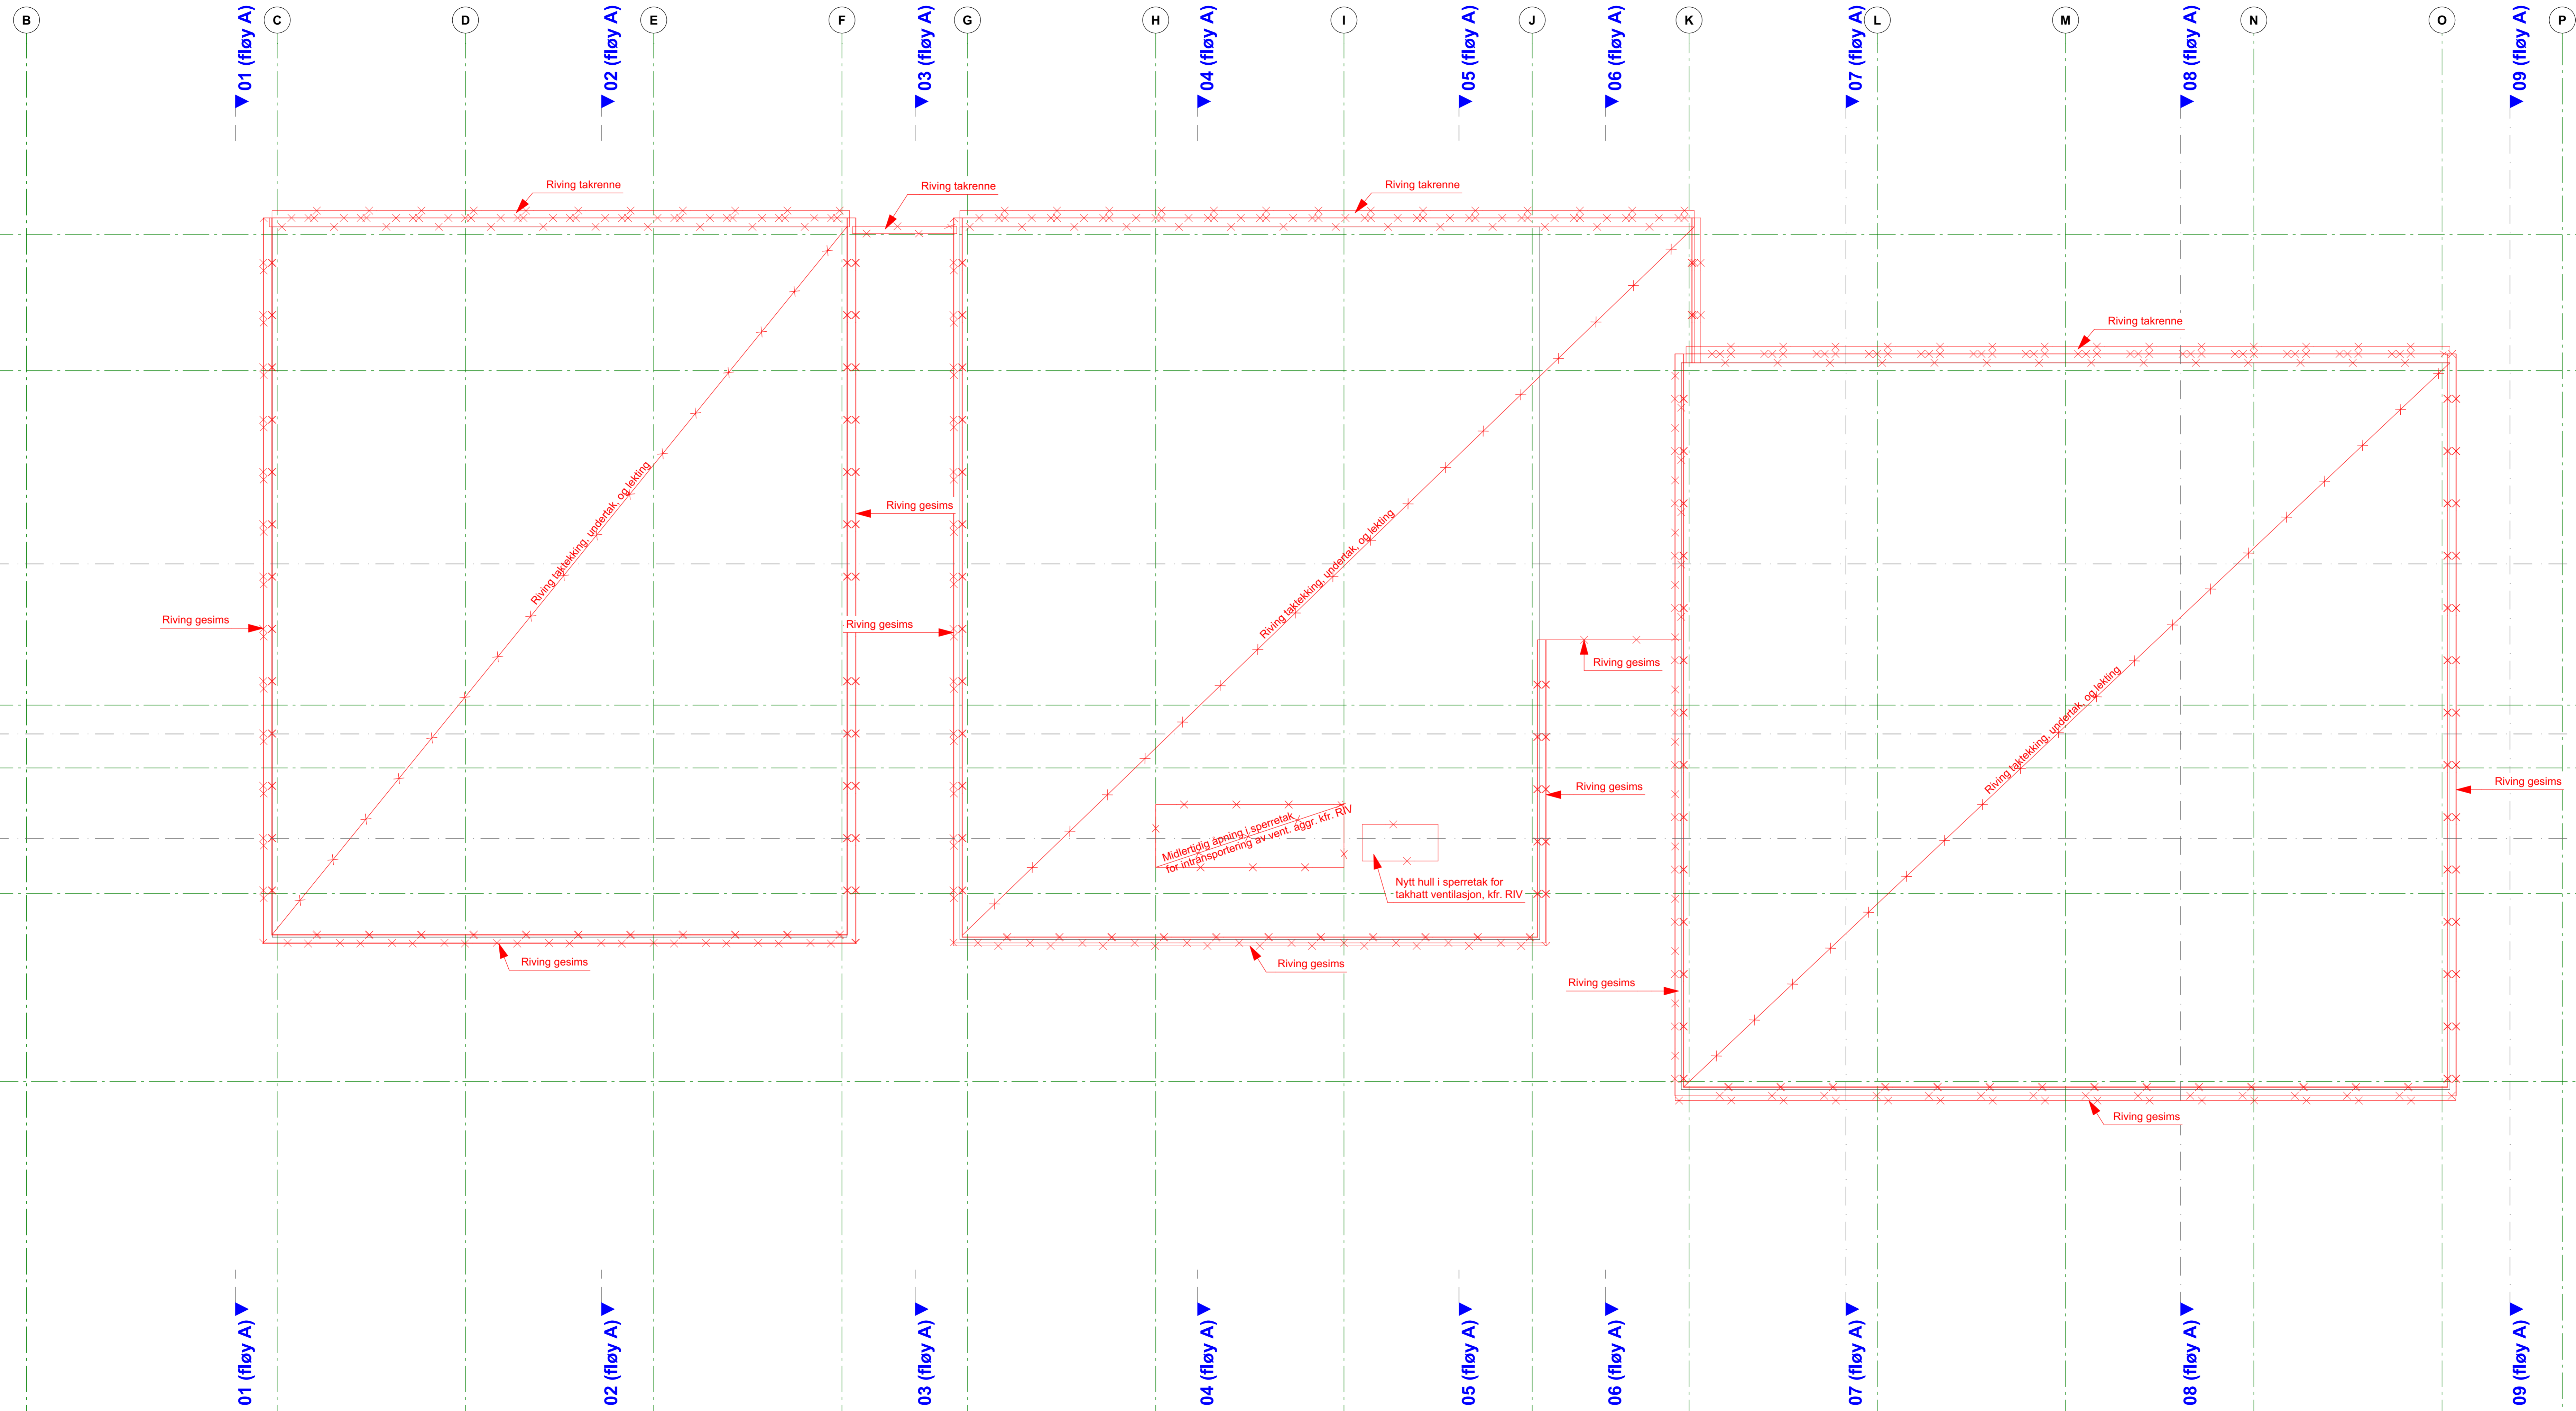 B
C
D
E
F
G
H
I
J
K
L
M
N
O
P
01 (fløy A)
02 (fløy A)
03 (fløy A)
04 (fløy A)
05 (fløy A)
06 (fløy A)
07 (fløy A)
08 (fløy A)
09 (fløy A)
Riving takrenne
Riving takrenne
Riving takrenne
Riving takrenne
Riving taktekking, undertak, og lekting
Riving gesims
Riving taktekking, undertak, og lekting
Riving gesims
Riving gesims
Riving gesims
Riving taktekking, undertak, og lekting
Riving gesims
Riving gesims
Midlertidig åpning i sperretak
for intransportering av vent. aggr. kfr. RIV
Nytt hull i sperretak for
takhatt ventilasjon, kfr. RIV
Riving gesims
Riving gesims
Riving gesims
Riving gesims
01 (fløy A)
02 (fløy A)
03 (fløy A)
04 (fløy A)
05 (fløy A)
06 (fløy A)
07 (fløy A)
08 (fløy A)
09 (fløy A)